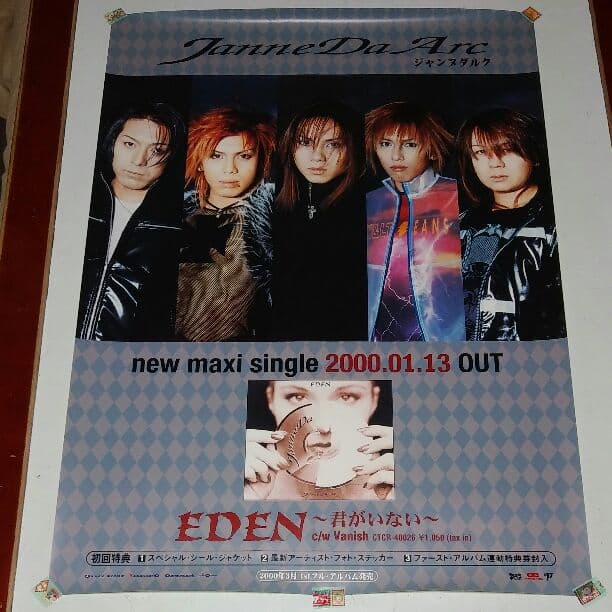 Janne Da Arc
ジャンヌダルク
new maxi single 2000.01.13 OUT
EDEN
Janne Da
EDEN ～君がいない～
c/w Vanish CTCR-40026 ¥1,050 (tax in)
初回特典 1 スペシャル・シール・ジャケット 2 最新アーティスト・フォト・ステッカー 3 ファースト・アルバム連動特典券封入
2000年3月 1stフル・アルバム発売